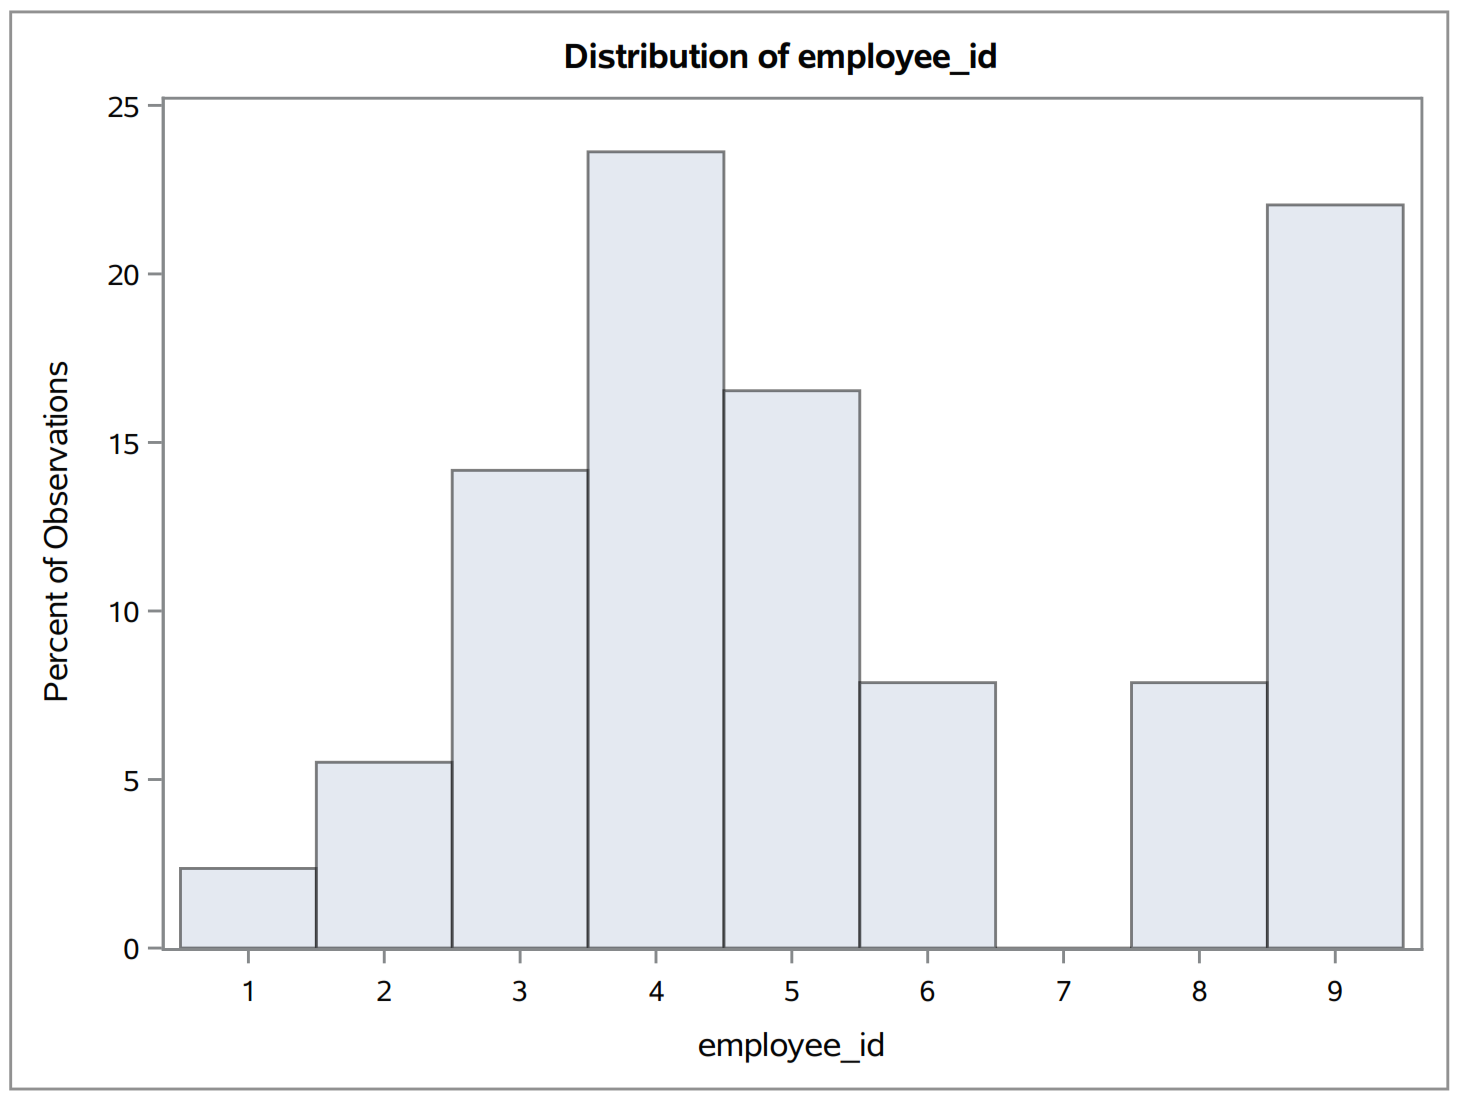 Distribution of employee_id
25
20
15
10
5
0
Percent of Observations
1 2 3 4 5 6 7 8 9
employee_id